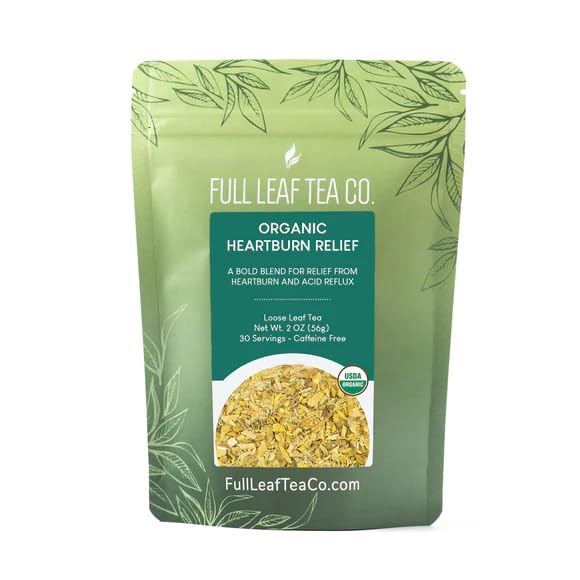 FULL LEAF TEA CO.
ORGANIC
HEARTBURN RELIEF
A BOLD BLEND FOR RELIEF FROM
HEARTBURN AND ACID REFLUX
Loose Leaf Tea
Net Wt. 2 OZ (56g)
30 Servings - Caffeine Free
USDA
ORGANIC
FullLeafTeaCo.com